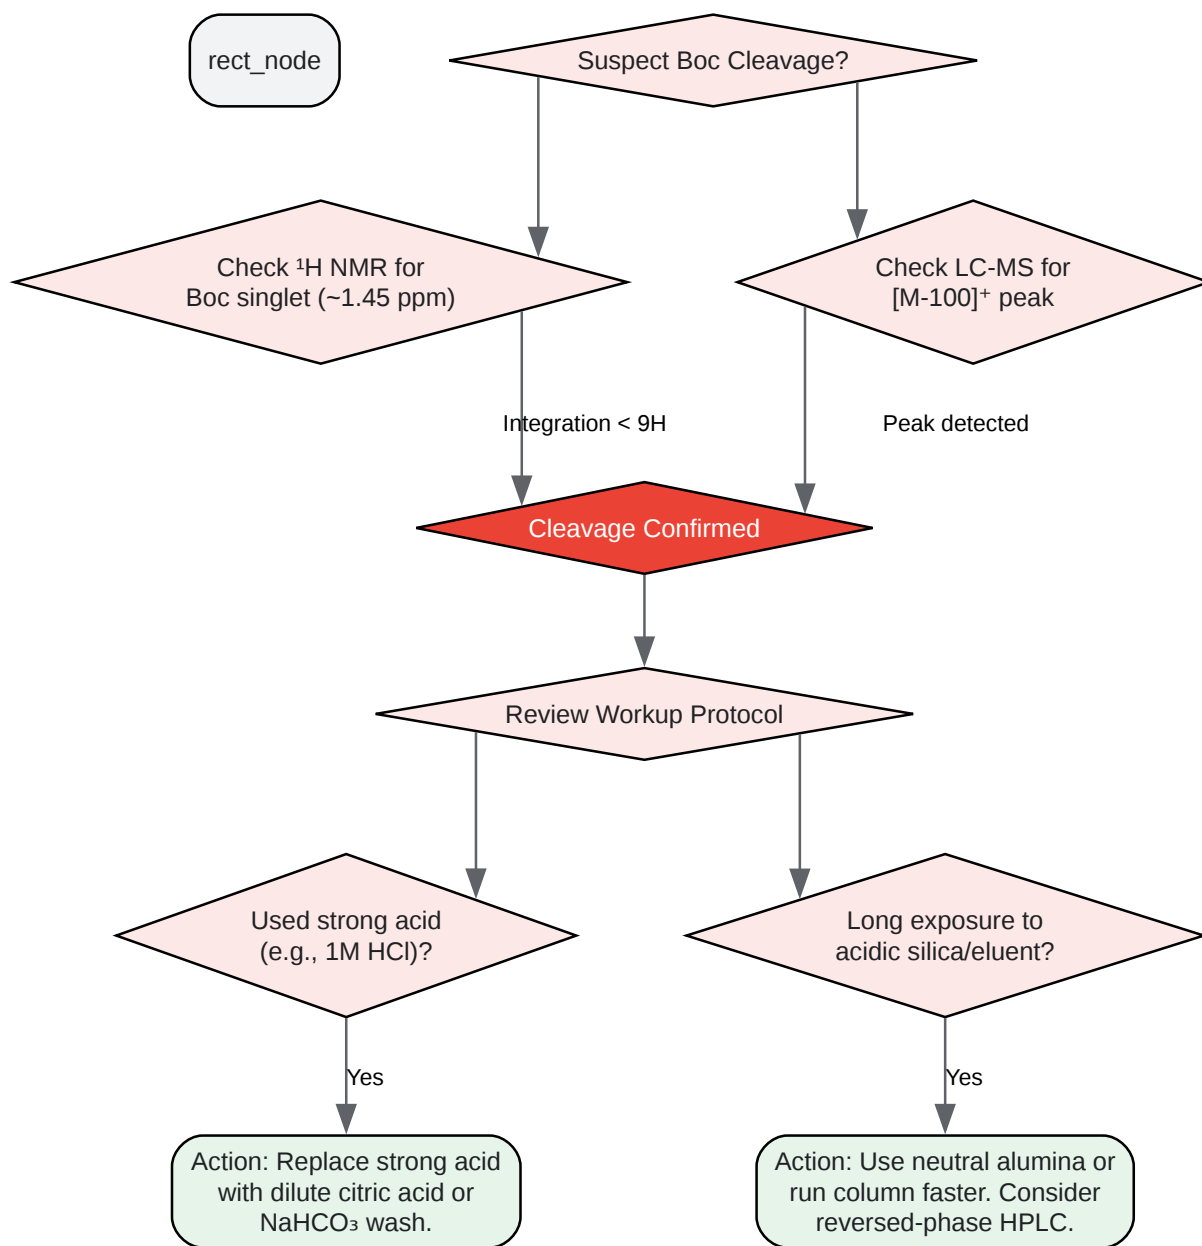 rect_node
Suspect Boc Cleavage?
Check ¹H NMR for
Boc singlet (~1.45 ppm)
Check LC-MS for
[M-100]⁺ peak
Integration < 9H
Peak detected
Cleavage Confirmed
Review Workup Protocol
Used strong acid
(e.g., 1M HCl)?
Long exposure to
acidic silica/eluent?
Yes
Yes
Action: Replace strong acid
with dilute citric acid or
NaHCO₃ wash.
Action: Use neutral alumina or
run column faster. Consider
reversed-phase HPLC.